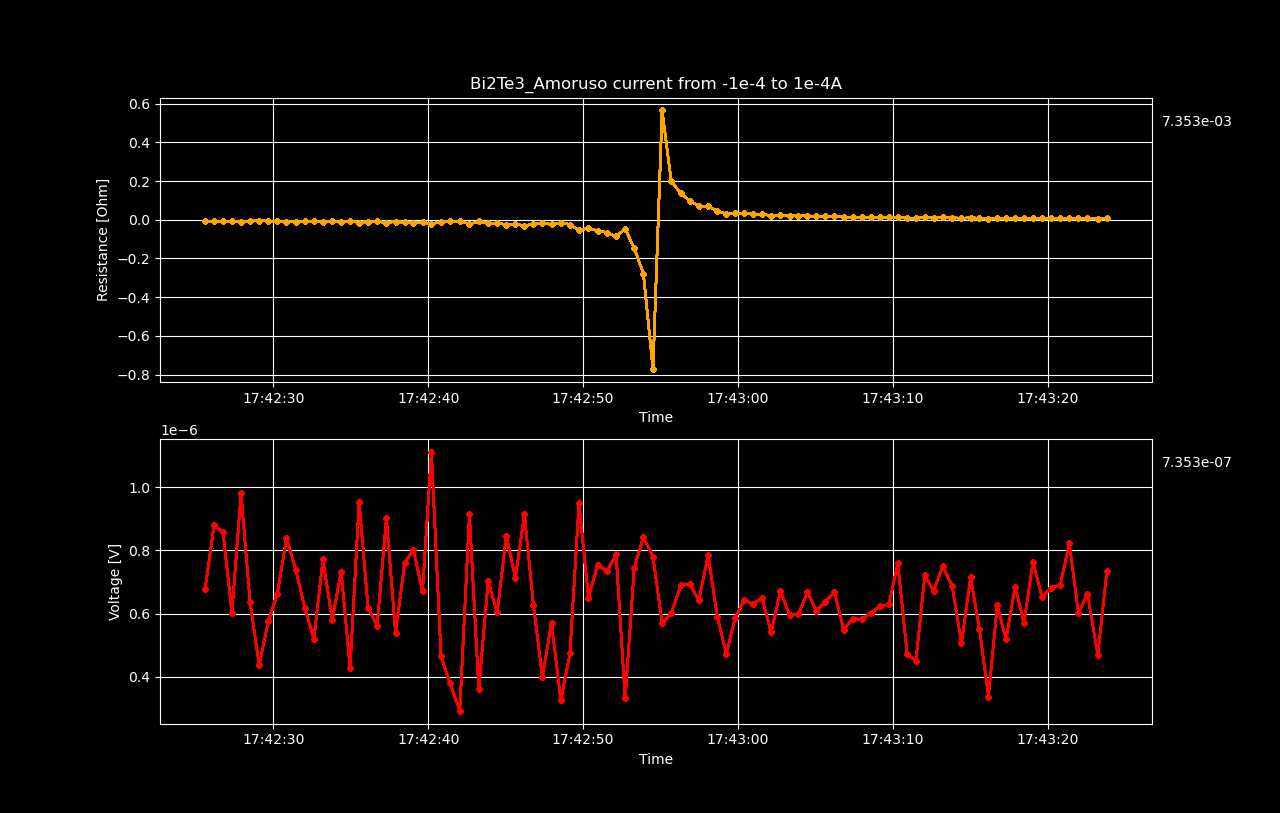 Bi2Te3_Amoruso current from -1e-4 to 1e-4A
7.353e-03
Resistance [Ohm]
0.6
0.4
0.2
0.0
−0.2
−0.4
−0.6
−0.8
17:42:30 17:42:40 17:42:50 17:43:00 17:43:10 17:43:20
Time
1e−6
7.353e-07
Voltage [V]
1.0
0.8
0.6
0.4
17:42:30 17:42:40 17:42:50 17:43:00 17:43:10 17:43:20
Time